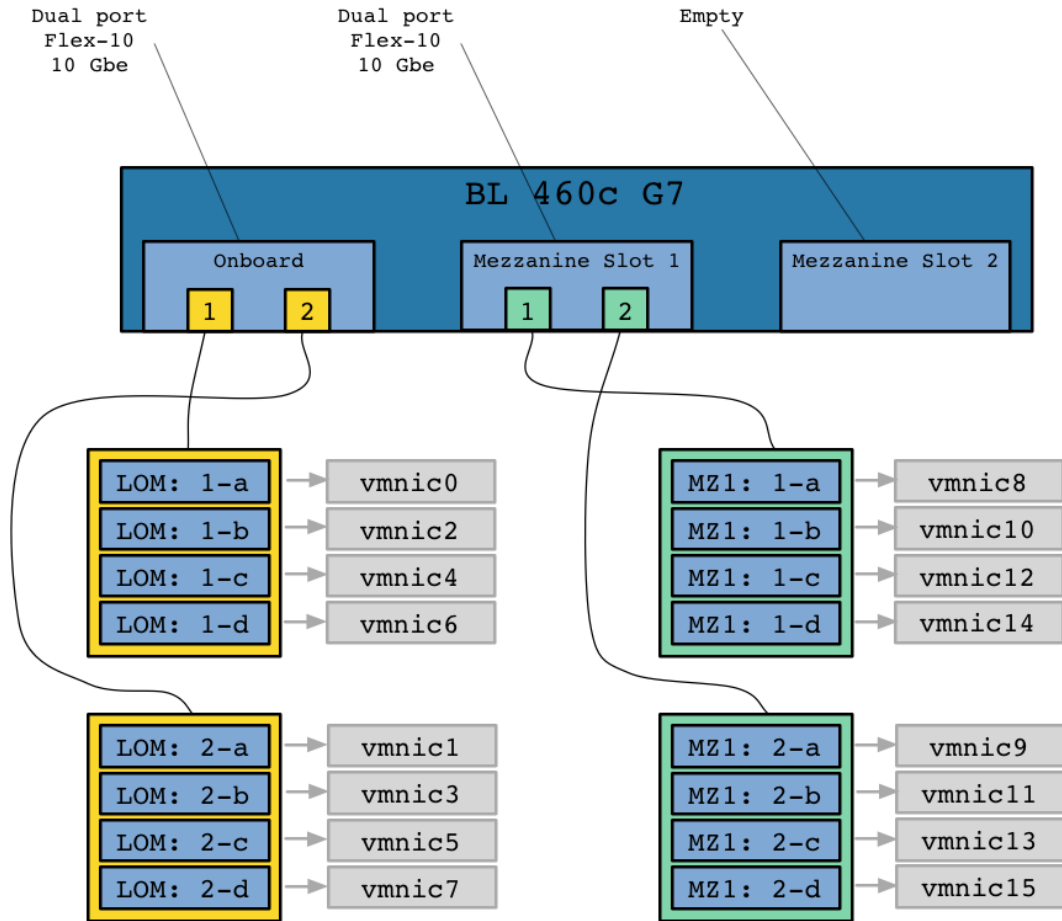 Dual port
Flex-10
10 Gbe
Dual port
Flex-10
10 Gbe
Empty
BL 460c G7
Onboard
Mezzanine Slot 1
Mezzanine Slot 2
1
2
1
2
LOM: 1-a
vmnic0
LOM: 1-b
vmnic2
LOM: 1-c
vmnic4
LOM: 1-d
vmnic6
MZ1: 1-a
vmnic8
MZ1: 1-b
vmnic10
MZ1: 1-c
vmnic12
MZ1: 1-d
vmnic14
LOM: 2-a
vmnic1
LOM: 2-b
vmnic3
LOM: 2-c
vmnic5
LOM: 2-d
vmnic7
MZ1: 2-a
vmnic9
MZ1: 2-b
vmnic11
MZ1: 2-c
vmnic13
MZ1: 2-d
vmnic15